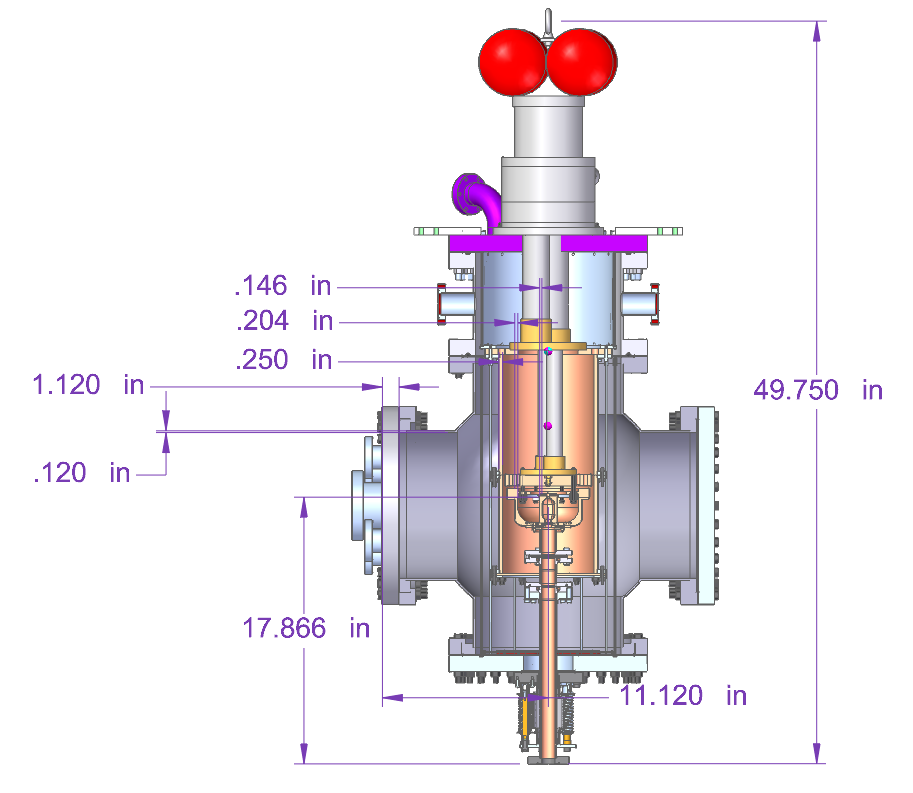 .146 in
.204 in
.250 in
1.120 in
49.750 in
.120 in
17.866 in
11.120 in